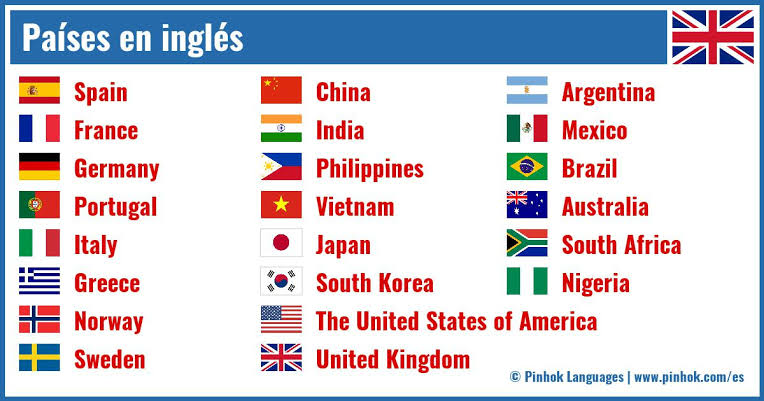 Países en inglés
Spain
France
Germany
Portugal
Italy
Greece
Norway
Sweden
China
India
Philippines
Vietnam
Japan
South Korea
The United States of America
United Kingdom
Argentina
Mexico
Brazil
Australia
South Africa
Nigeria
© Pinhok Languages | www.pinhok.com/es